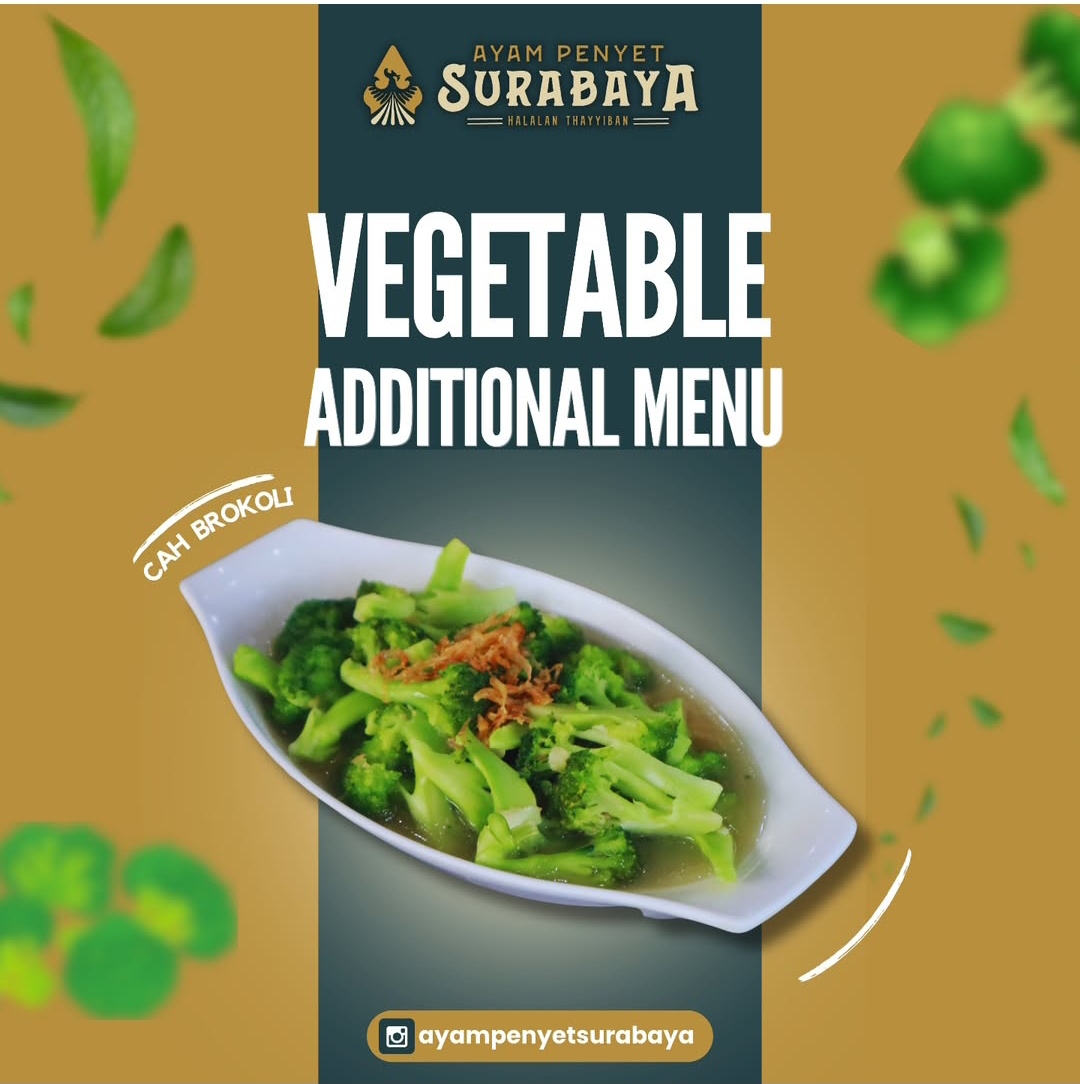 AYAM PENYET
SURABAYA
HALALAN THAYYIBAN
VEGETABLE
ADDITIONAL MENU
CAH BROKOLI
ayampenyetsurabaya